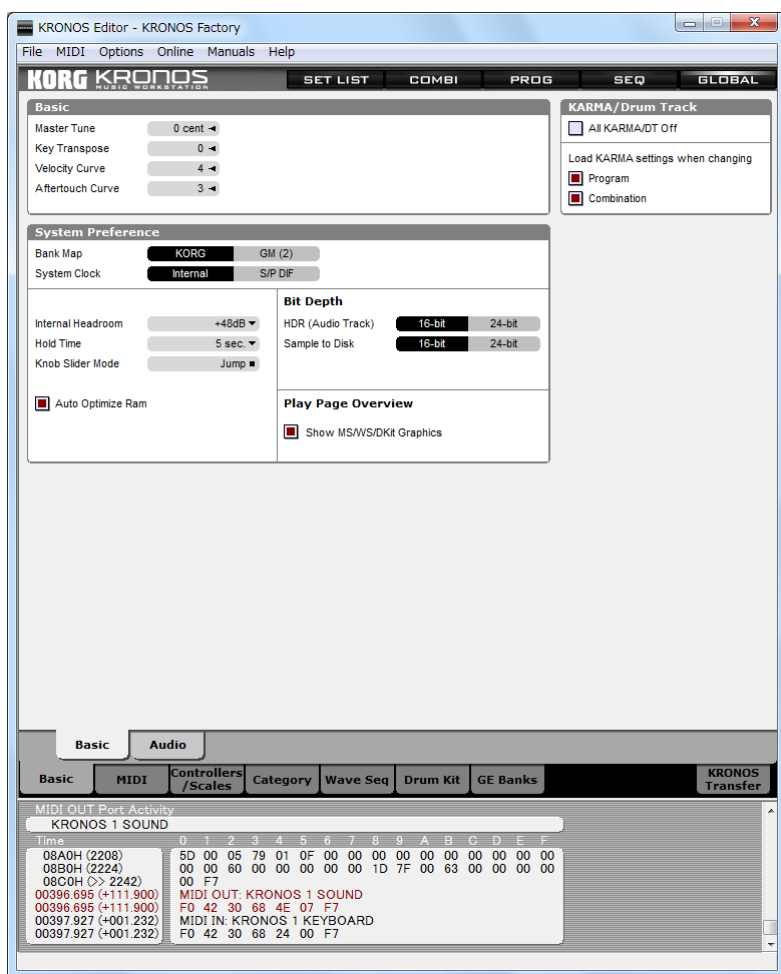 KRONOS Editor - KRONOS Factory
File MIDI Options Online Manuals Help
KORG KRONOS SET LIST COMBI PROG SEQ GLOBAL
MUSIC WORKSTATION
Basic
Master Tune 0 cent
Key Transpose 0
Velocity Curve 4
Aftertouch Curve 3
KARMA/Drum Track
All KARMA/DT Off
Load KARMA settings when changing
Program
Combination
System Preference
Bank Map KORG GM (2)
System Clock Internal S/P DIF
Internal Headroom +48dB
Hold Time 5 sec.
Knob Slider Mode Jump
Auto Optimize Ram
Bit Depth
HDR (Audio Track) 16-bit 24-bit
Sample to Disk 16-bit 24-bit
Play Page Overview
Show MS/WS/DKit Graphics
Basic Audio
Basic MIDI Controllers /Scales Category Wave Seq Drum Kit GE Banks KRONOS Transfer
MIDI OUT Port Activity
KRONOS 1 SOUND
Time 0 1 2 3 4 5 6 7 8 9 A B C D E F
08A0H (2208) 5D 00 05 79 01 0F 00 00 00 00 00 00 00 00 00 00
08B0H (2224) 00 00 60 00 00 00 00 00 1D 7F 00 63 00 00 00 00
08C0H (>> 2242) 00 F7
00396.695 (+111.900) MIDI OUT: KRONOS 1 SOUND
00396.695 (+111.900) F0 42 30 68 4E 07 F7
00397.927 (+001.232) MIDI IN: KRONOS 1 KEYBOARD
00397.927 (+001.232) F0 42 30 68 24 00 F7